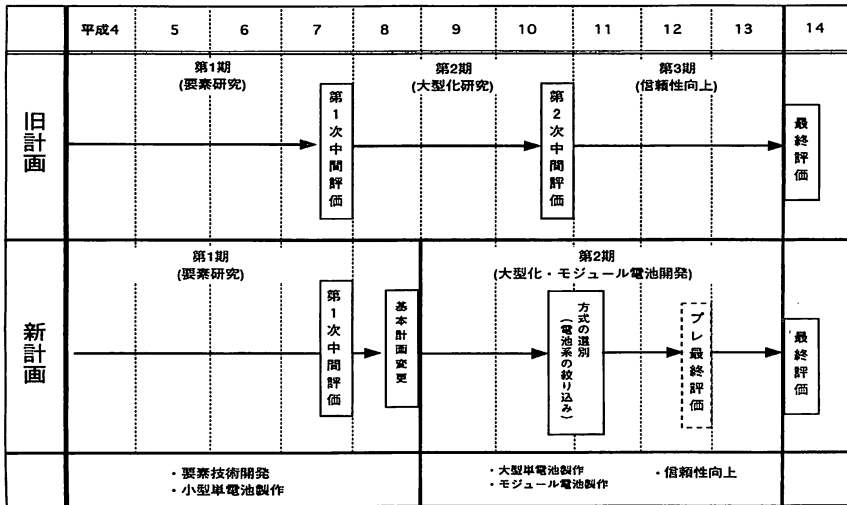 平成4 5 6 7 8 9 10 11 12 13 14
旧計画
第1期
(要素研究)
第1次中間評価
第2期
(大型化研究)
第2次中間評価
第3期
(信頼性向上)
最終評価
新計画
第1期
(要素研究)
第1次中間評価
基本計画変更
第2期
(大型化・モジュール電池開発)
方式の選別
(電池系の絞り込み)
プレ最終評価
最終評価
・要素技術開発
・小型単電池製作
・大型単電池製作
・モジュール電池製作
・信頼性向上